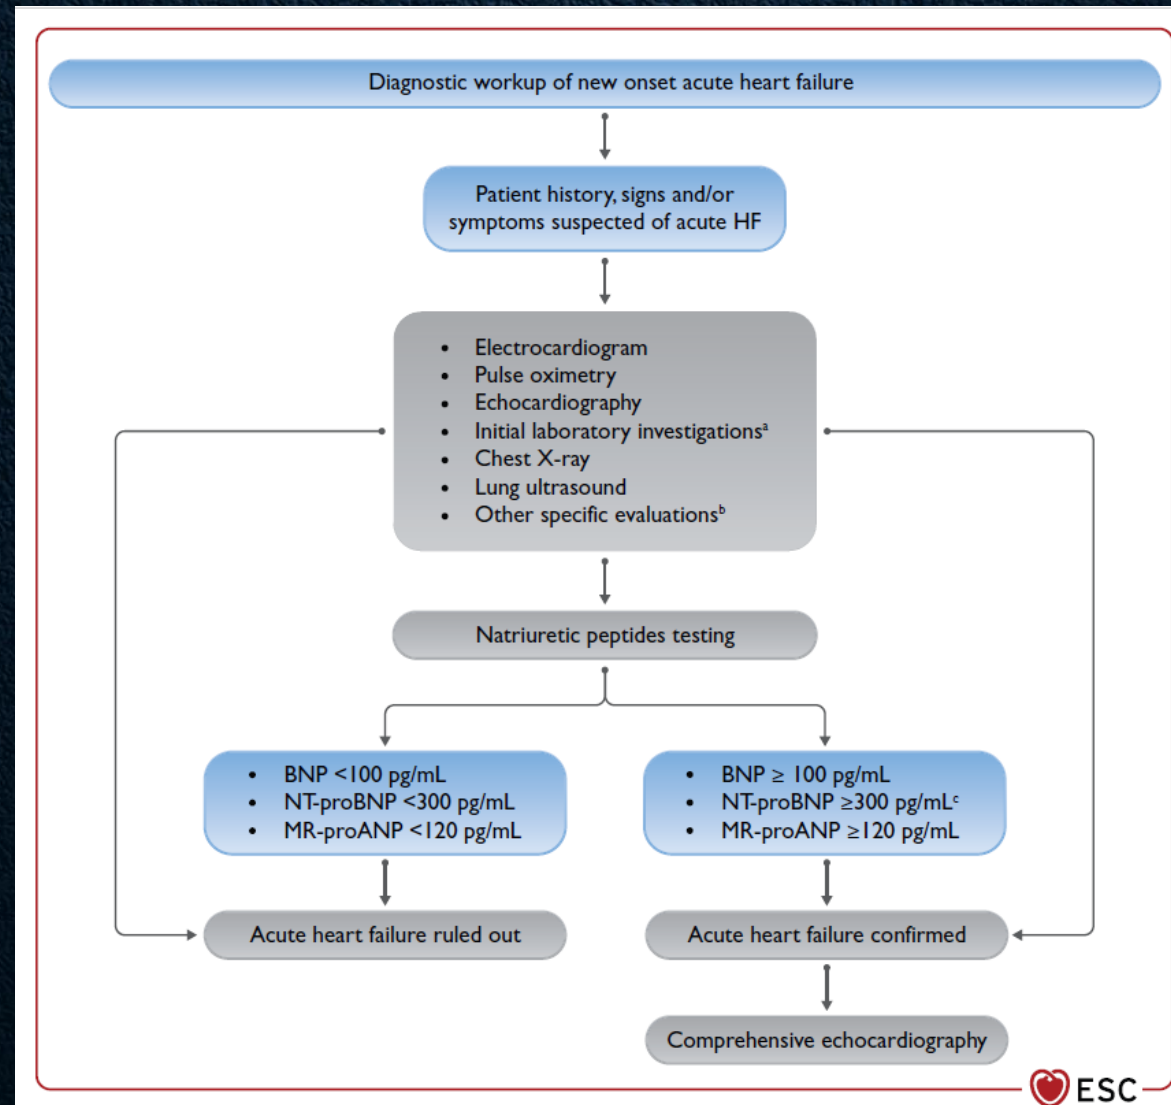 Diagnostic workup of new onset acute heart failure
Patient history, signs and/or
symptoms suspected of acute HF
• Electrocardiogram
• Pulse oximetry
• Echocardiography
• Initial laboratory investigationsᵃ
• Chest X-ray
• Lung ultrasound
• Other specific evaluationsᵇ
Natriuretic peptides testing
• BNP <100 pg/mL
• NT-proBNP <300 pg/mL
• MR-proANP <120 pg/mL
• BNP ≥ 100 pg/mL
• NT-proBNP ≥300 pg/mLᶜ
• MR-proANP ≥120 pg/mL
Acute heart failure ruled out
Acute heart failure confirmed
Comprehensive echocardiography
ESC